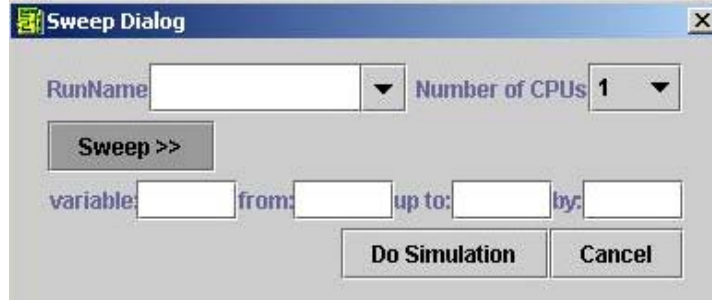 Sweep Dialog
RunName Number of CPUs 1
Sweep >>
variable: from: up to: by:
Do Simulation Cancel